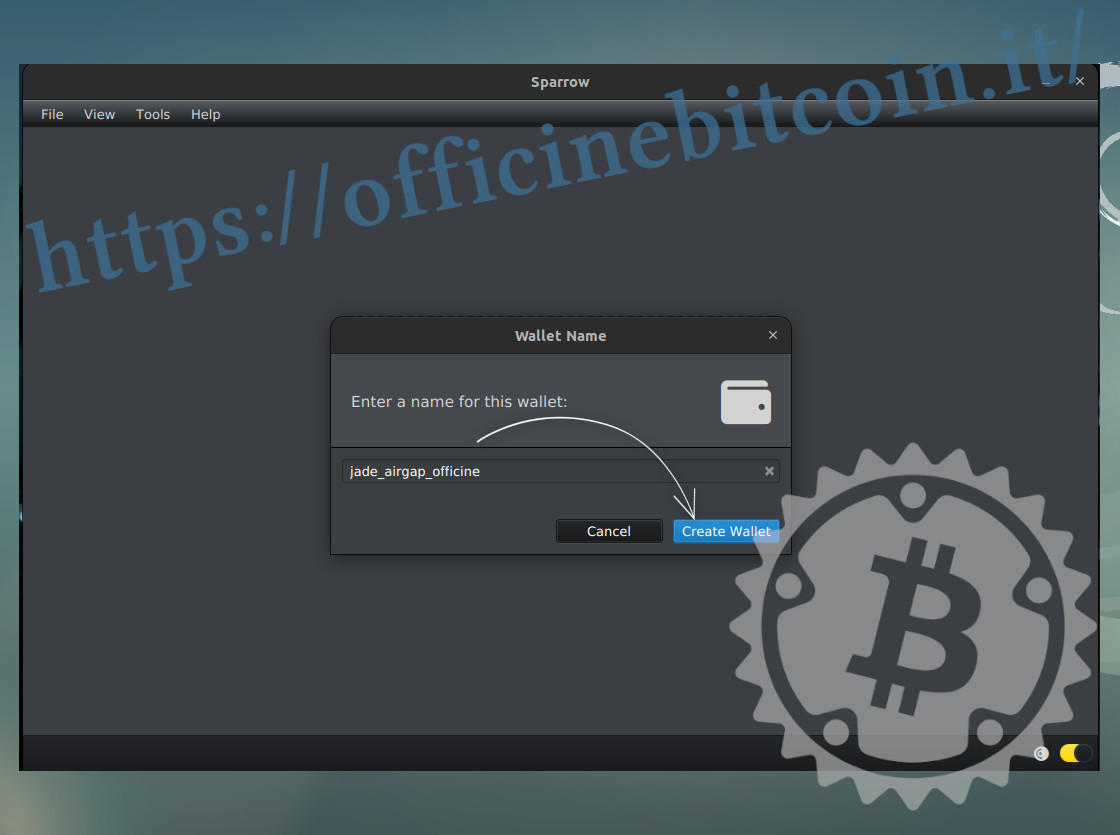 Sparrow
File View Tools Help
https://officinebitcoin.it/
Wallet Name
Enter a name for this wallet:
jade_airgap_officine
Cancel Create Wallet